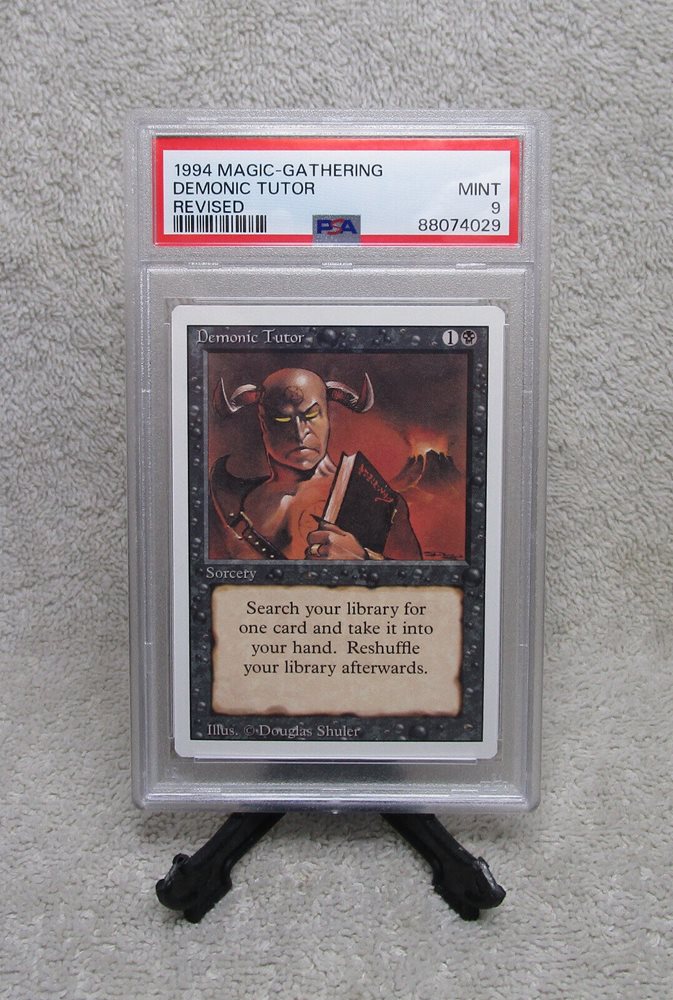 1994 MAGIC-GATHERING
DEMONIC TUTOR MINT
REVISED 9
PSA 88074029
Demonic Tutor 1
Sorcery
Search your library for
one card and take it into
your hand. Reshuffle
your library afterwards.
Illus. © Douglas Shuler